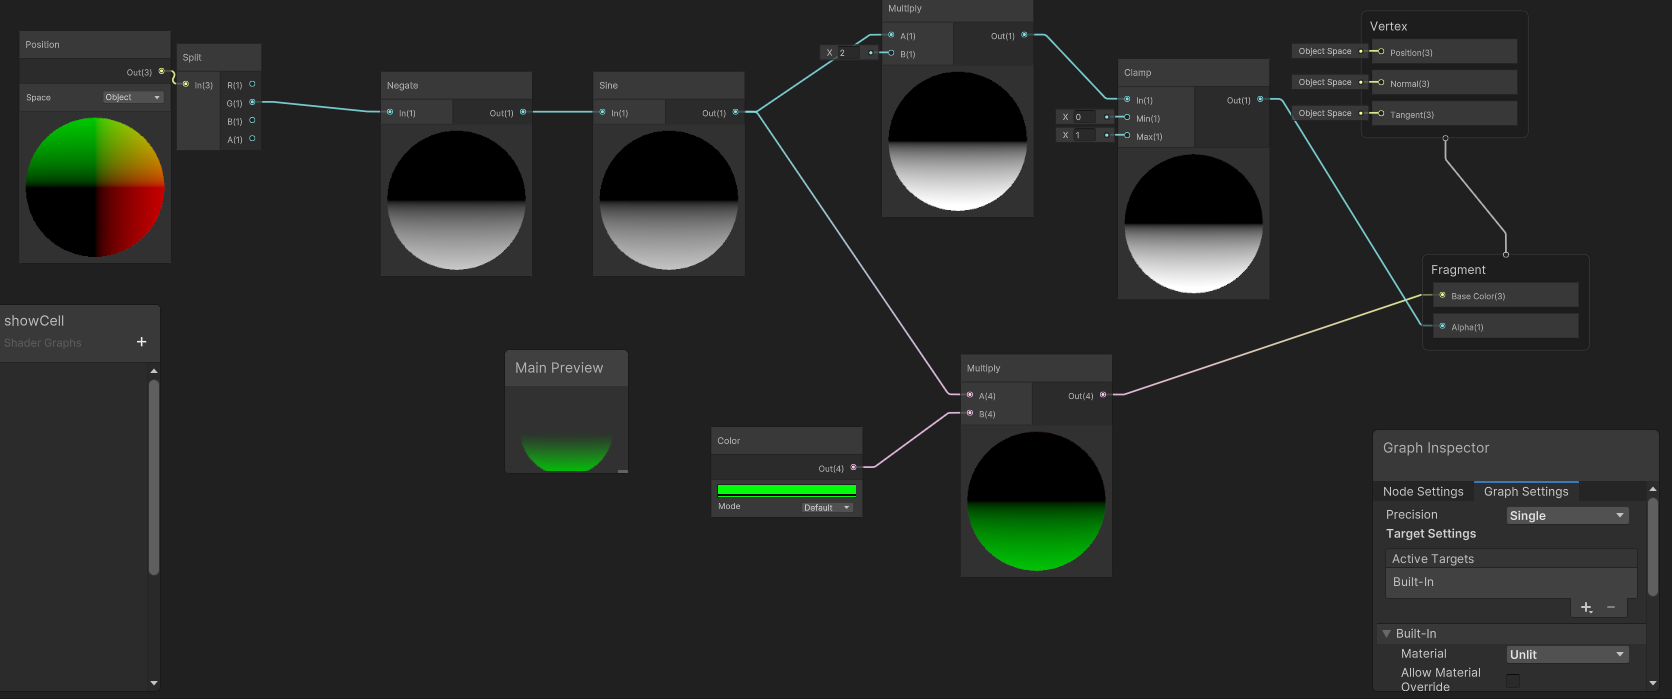 Position
Out(3)
Space
Object
Split
In(3)
R(1)
G(1)
B(1)
A(1)
Negate
In(1)
Out(1)
Sine
In(1)
Out(1)
Multiply
X 2
A(1)
B(1)
Out(1)
Clamp
X 0
X 1
In(1)
Min(1)
Max(1)
Out(1)
Vertex
Object Space
Position(3)
Object Space
Normal(3)
Object Space
Tangent(3)
Fragment
Base Color(3)
Alpha(1)
showCell
Shader Graphs
+
Main Preview
Color
Out(4)
Mode
Default
Multiply
A(4)
B(4)
Out(4)
Graph Inspector
Node Settings
Graph Settings
Precision
Single
Target Settings
Active Targets
Built-In
+ −
Built-In
Material
Unlit
Allow Material
Override